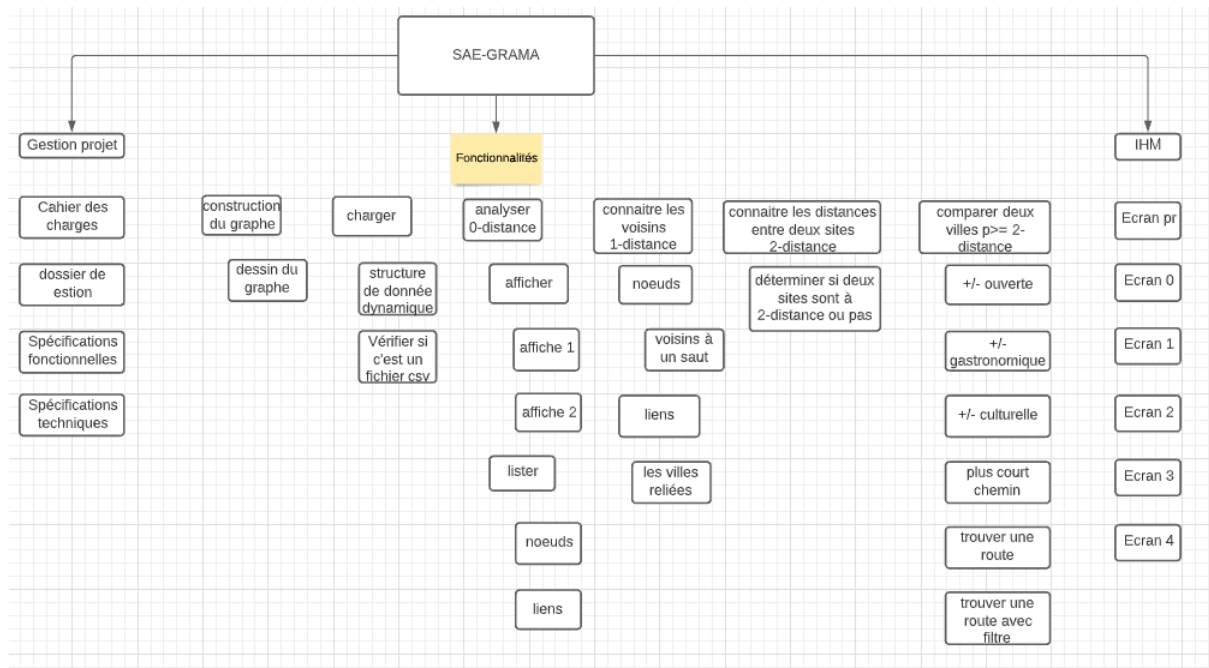 SAE-GRAMA
Gestion projet
Fonctionnalités
IHM
Cahier des
charges
construction
du graphe
charger
analyser
0-distance
connaitre les
voisins
1-distance
connaitre les distances
entre deux sites
2-distance
comparer deux
villes p>= 2-
distance
Ecran pr
dossier de
estion
dessin du
graphe
structure
de donnée
dynamique
afficher
noeuds
déterminer si deux
sites sont à
2-distance ou pas
+/- ouverte
Ecran 0
Spécifications
fonctionnelles
Vérifier si
c'est un
fichier csv
affiche 1
voisins à
un saut
+/-
gastronomique
Ecran 1
Spécifications
techniques
affiche 2
liens
+/- culturelle
Ecran 2
lister
les villes
reliées
plus court
chemin
Ecran 3
noeuds
trouver une
route
Ecran 4
liens
trouver une
route avec
filtre